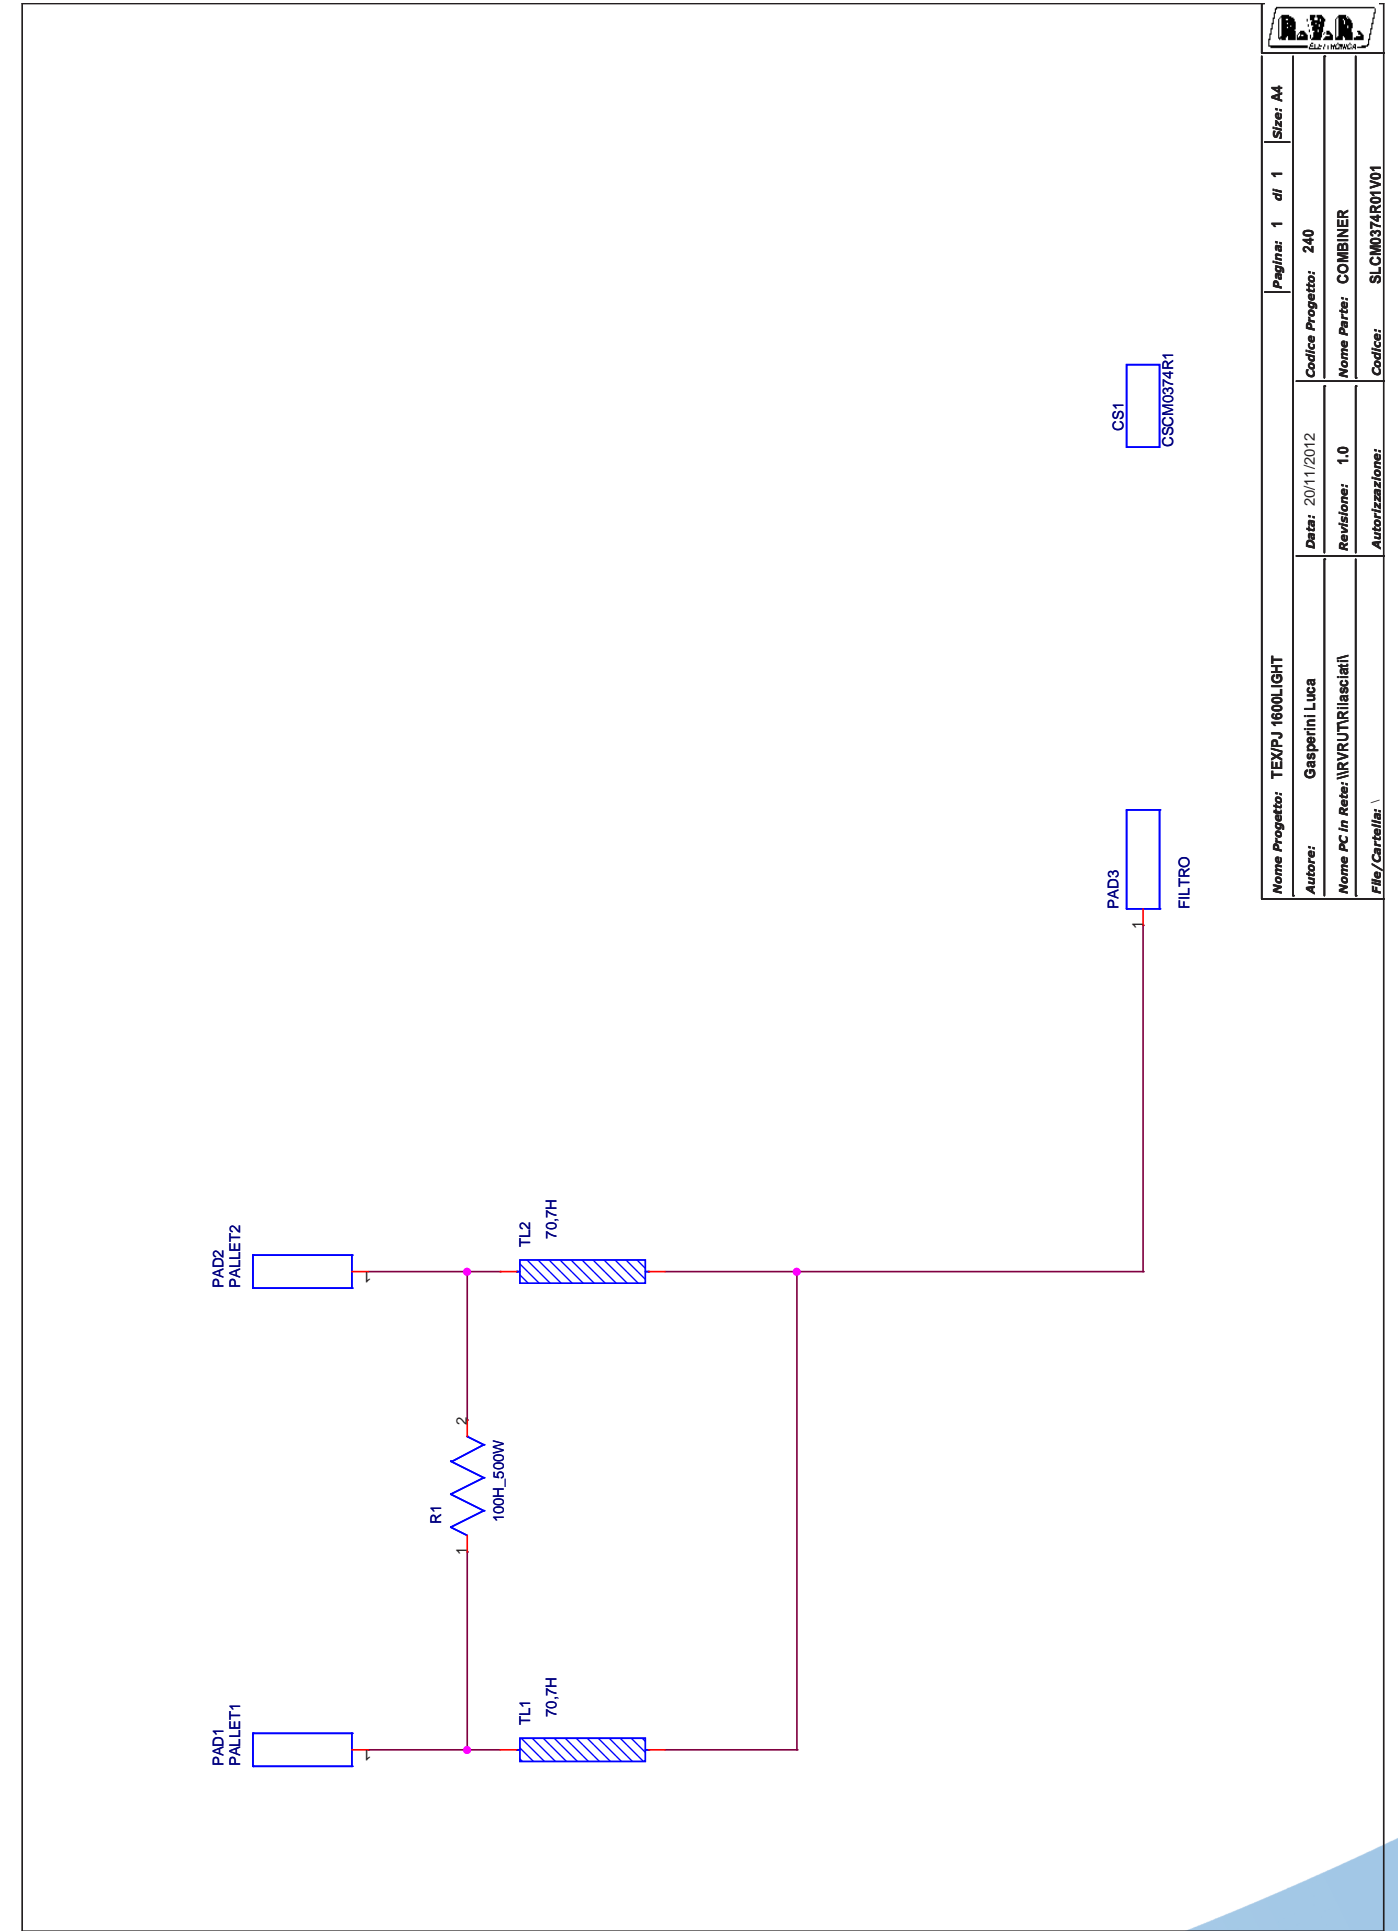 PAD1
PALLET1
1
PAD2
PALLET2
1
R1
1
2
100H_500W
TL1
70,7H
TL2
70,7H
PAD3
1
FILTRO
CS1
CSCM0374R1
R.V.R.
ELETTRONICA
Nome Progetto: TEX/PJ 1600LIGHT Pagina: 1 di 1 Size: A4
Autore: Gasperini Luca Data: 20/11/2012 Codice Progetto: 240
Nome PC in Rete: \\RVRUT\Rilasciati\ Revisione: 1.0 Nome Parte: COMBINER
File/Cartella: \ Autorizzazione: Codice: SLCM0374R01V01